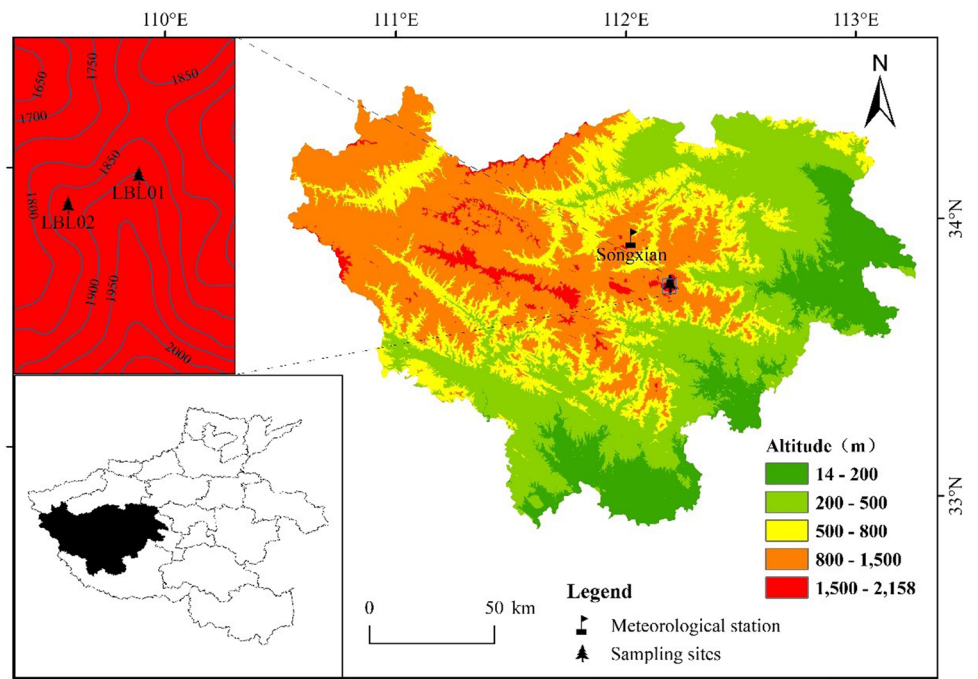 110°E 111°E 112°E 113°E
1650
1750
1850
1700
1850
LBL01
1800
LBL02
1900
1950
2000
N
34°N
Songxian
33°N
Altitude（m）
14 - 200
200 - 500
500 - 800
800 - 1,500
1,500 - 2,158
0 50 km
Legend
Meteorological station
Sampling sites